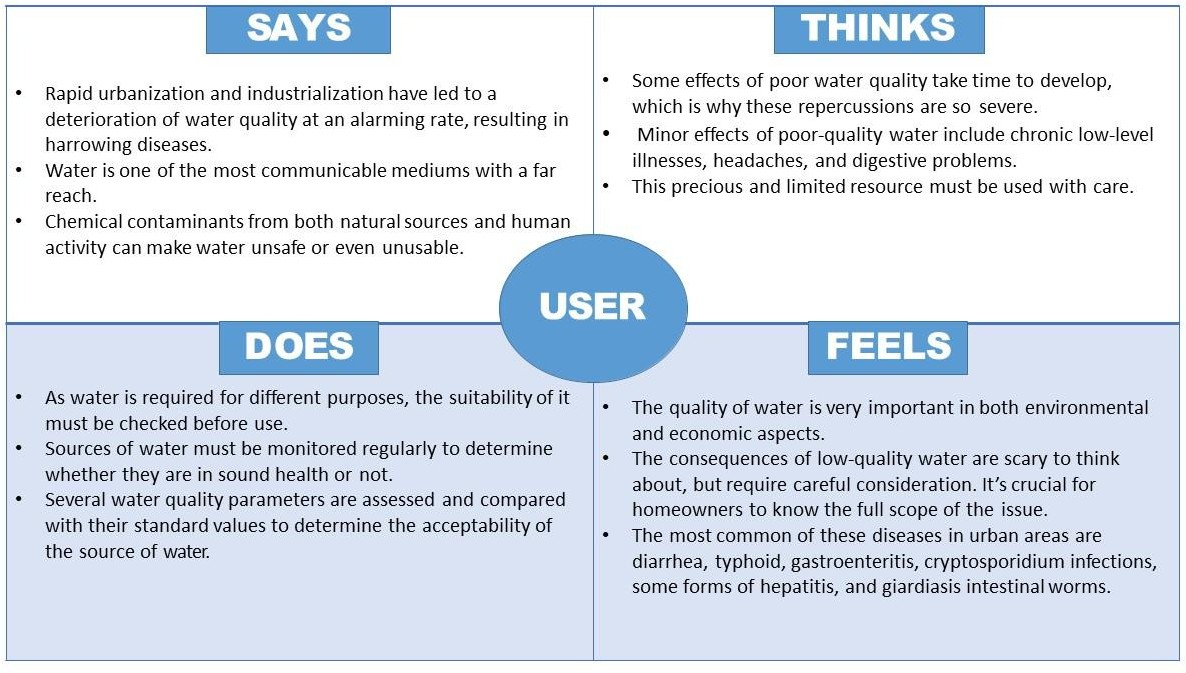 SAYS
• Rapid urbanization and industrialization have led to a
deterioration of water quality at an alarming rate, resulting in
harrowing diseases.
• Water is one of the most communicable mediums with a far
reach.
• Chemical contaminants from both natural sources and human
activity can make water unsafe or even unusable.
THINKS
• Some effects of poor water quality take time to develop,
which is why these repercussions are so severe.
• Minor effects of poor-quality water include chronic low-level
illnesses, headaches, and digestive problems.
• This precious and limited resource must be used with care.
USER
DOES
• As water is required for different purposes, the suitability of it
must be checked before use.
• Sources of water must be monitored regularly to determine
whether they are in sound health or not.
• Several water quality parameters are assessed and compared
with their standard values to determine the acceptability of
the source of water.
FEELS
• The quality of water is very important in both environmental
and economic aspects.
• The consequences of low-quality water are scary to think
about, but require careful consideration. It’s crucial for
homeowners to know the full scope of the issue.
• The most common of these diseases in urban areas are
diarrhea, typhoid, gastroenteritis, cryptosporidium infections,
some forms of hepatitis, and giardiasis intestinal worms.